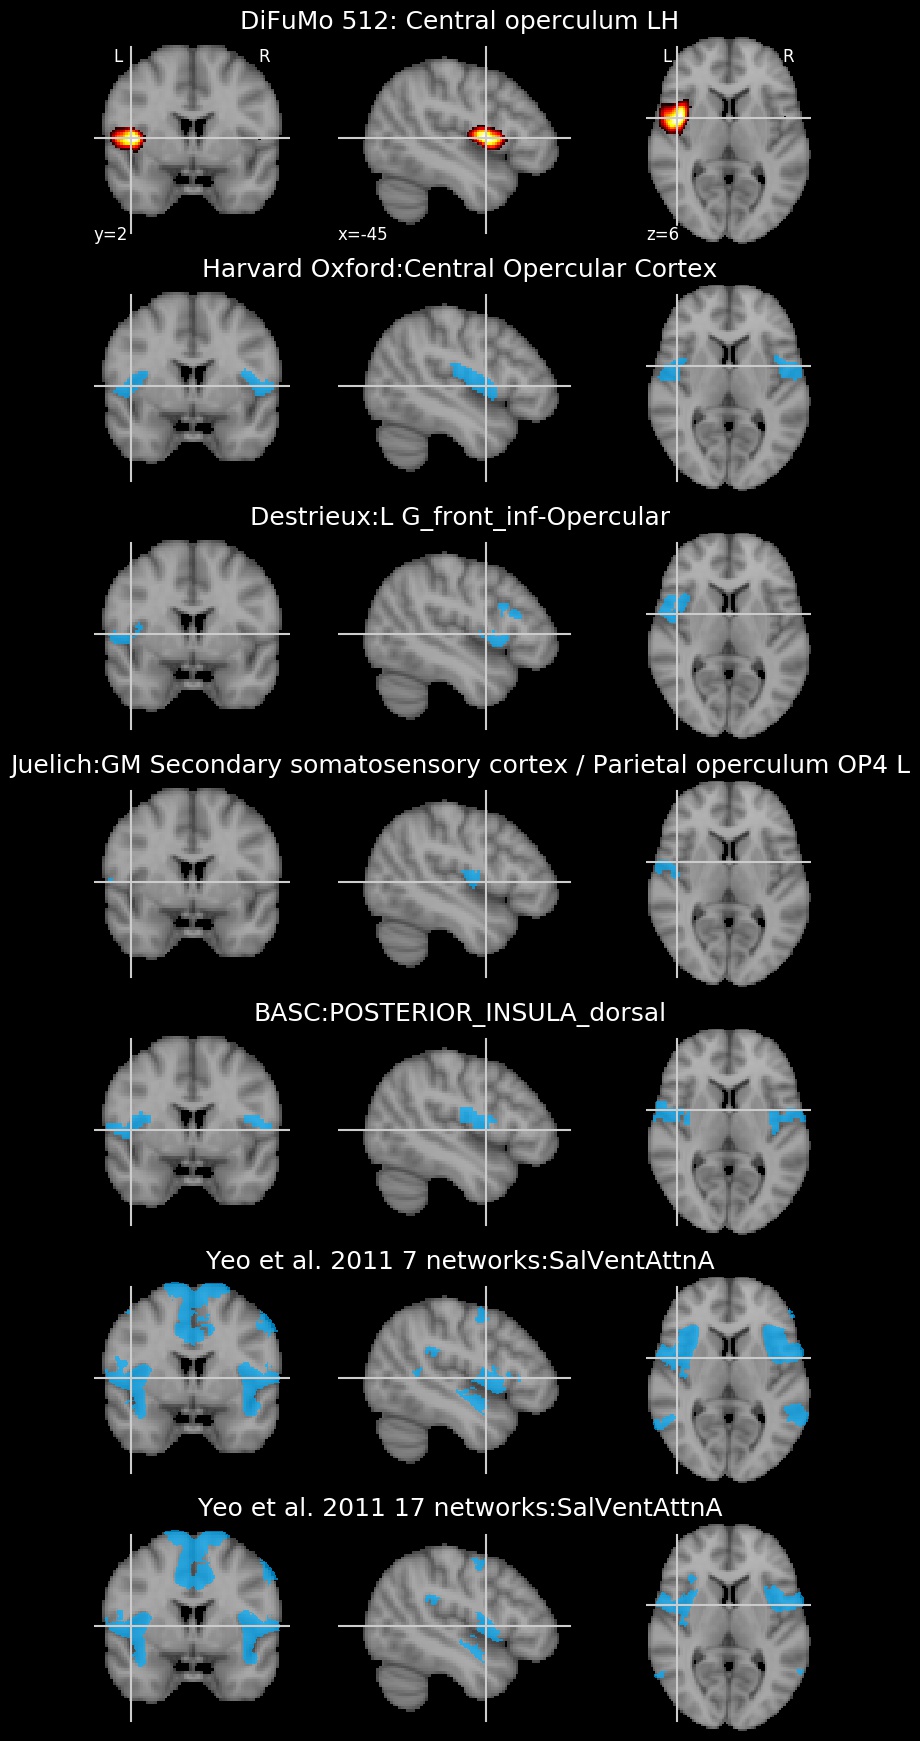 DiFuMo 512: Central operculum LH
L R L R
y=2 x=-45 z=6
Harvard Oxford:Central Opercular Cortex
Destrieux:L G_front_inf-Opercular
Juelich:GM Secondary somatosensory cortex / Parietal operculum OP4 L
BASC:POSTERIOR_INSULA_dorsal
Yeo et al. 2011 7 networks:SalVentAttnA
Yeo et al. 2011 17 networks:SalVentAttnA